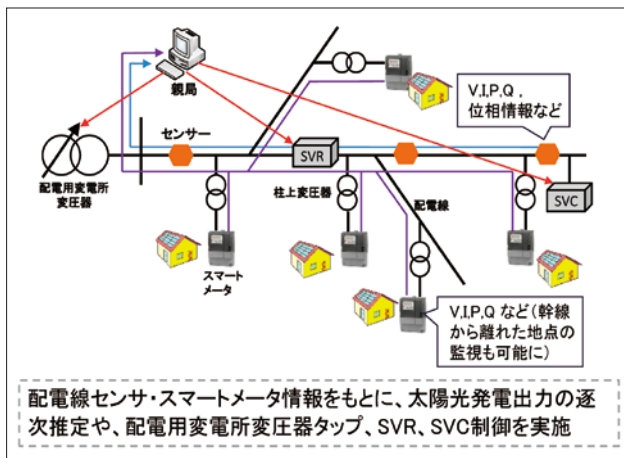 親局
V,I,P,Q ,
位相情報など
センサー
SVR
配電用変電所
変圧器
柱上変圧器
配電線
SVC
スマート
メータ
V,I,P,Q など(幹線
から離れた地点の
監視も可能に)
配電線センサ・スマートメータ情報をもとに、太陽光発電出力の逐
次推定や、配電用変電所変圧器タップ、SVR、SVC制御を実施